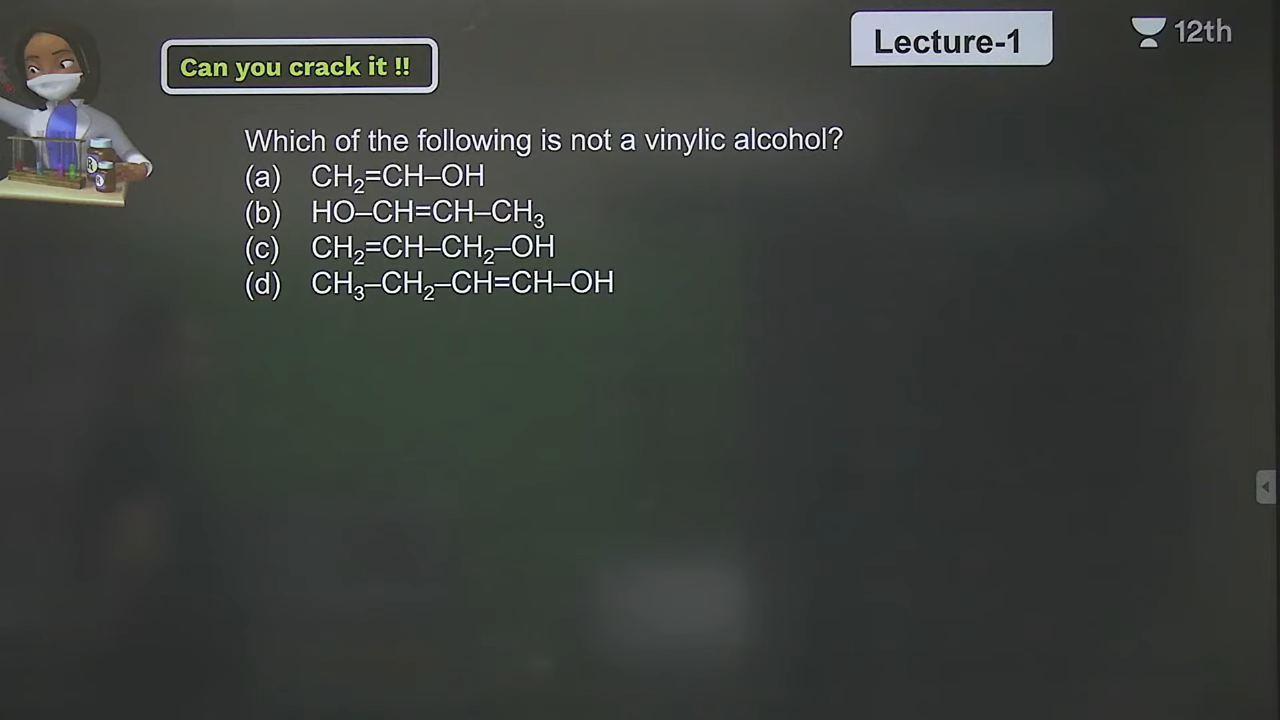 Lecture-1
12th
Can you crack it !!
Which of the following is not a vinylic alcohol?
(a) CH₂=CH–OH
(b) HO–CH=CH–CH₃
(c) CH₂=CH–CH₂–OH
(d) CH₃–CH₂–CH=CH–OH